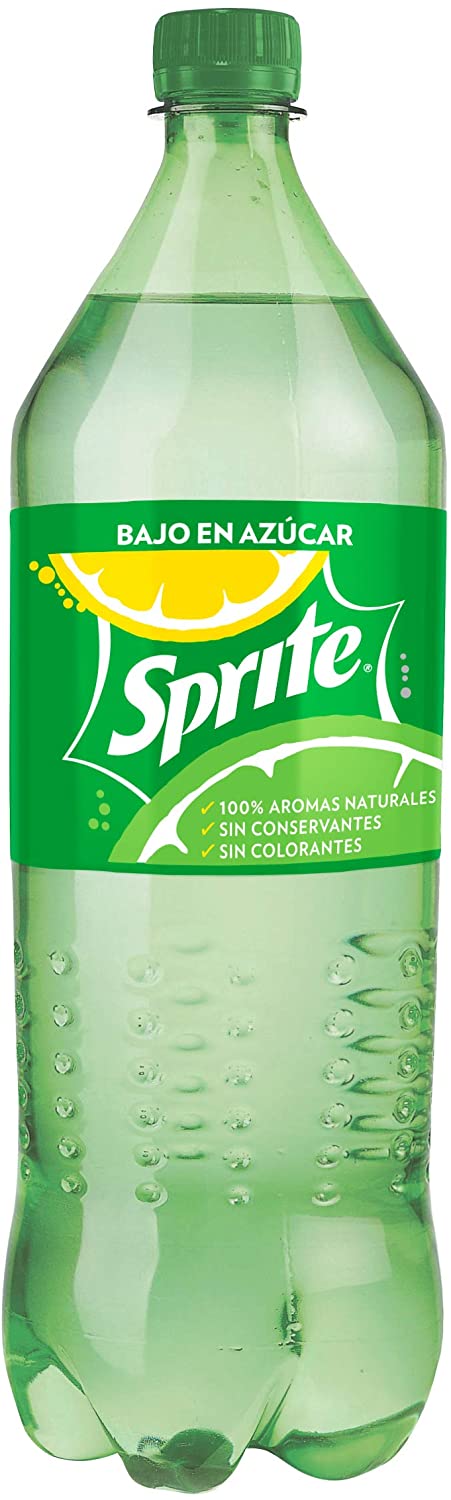 BAJO EN AZÚCAR
Sprite®
✓ 100% AROMAS NATURALES
✓ SIN CONSERVANTES
✓ SIN COLORANTES